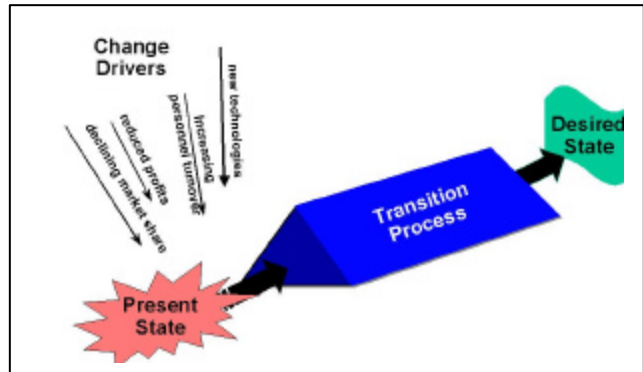 Change
Drivers
declining market share
reduced profits
Increasing
personnel turnover
new technologies
Present
State
Transition
Process
Desired
State